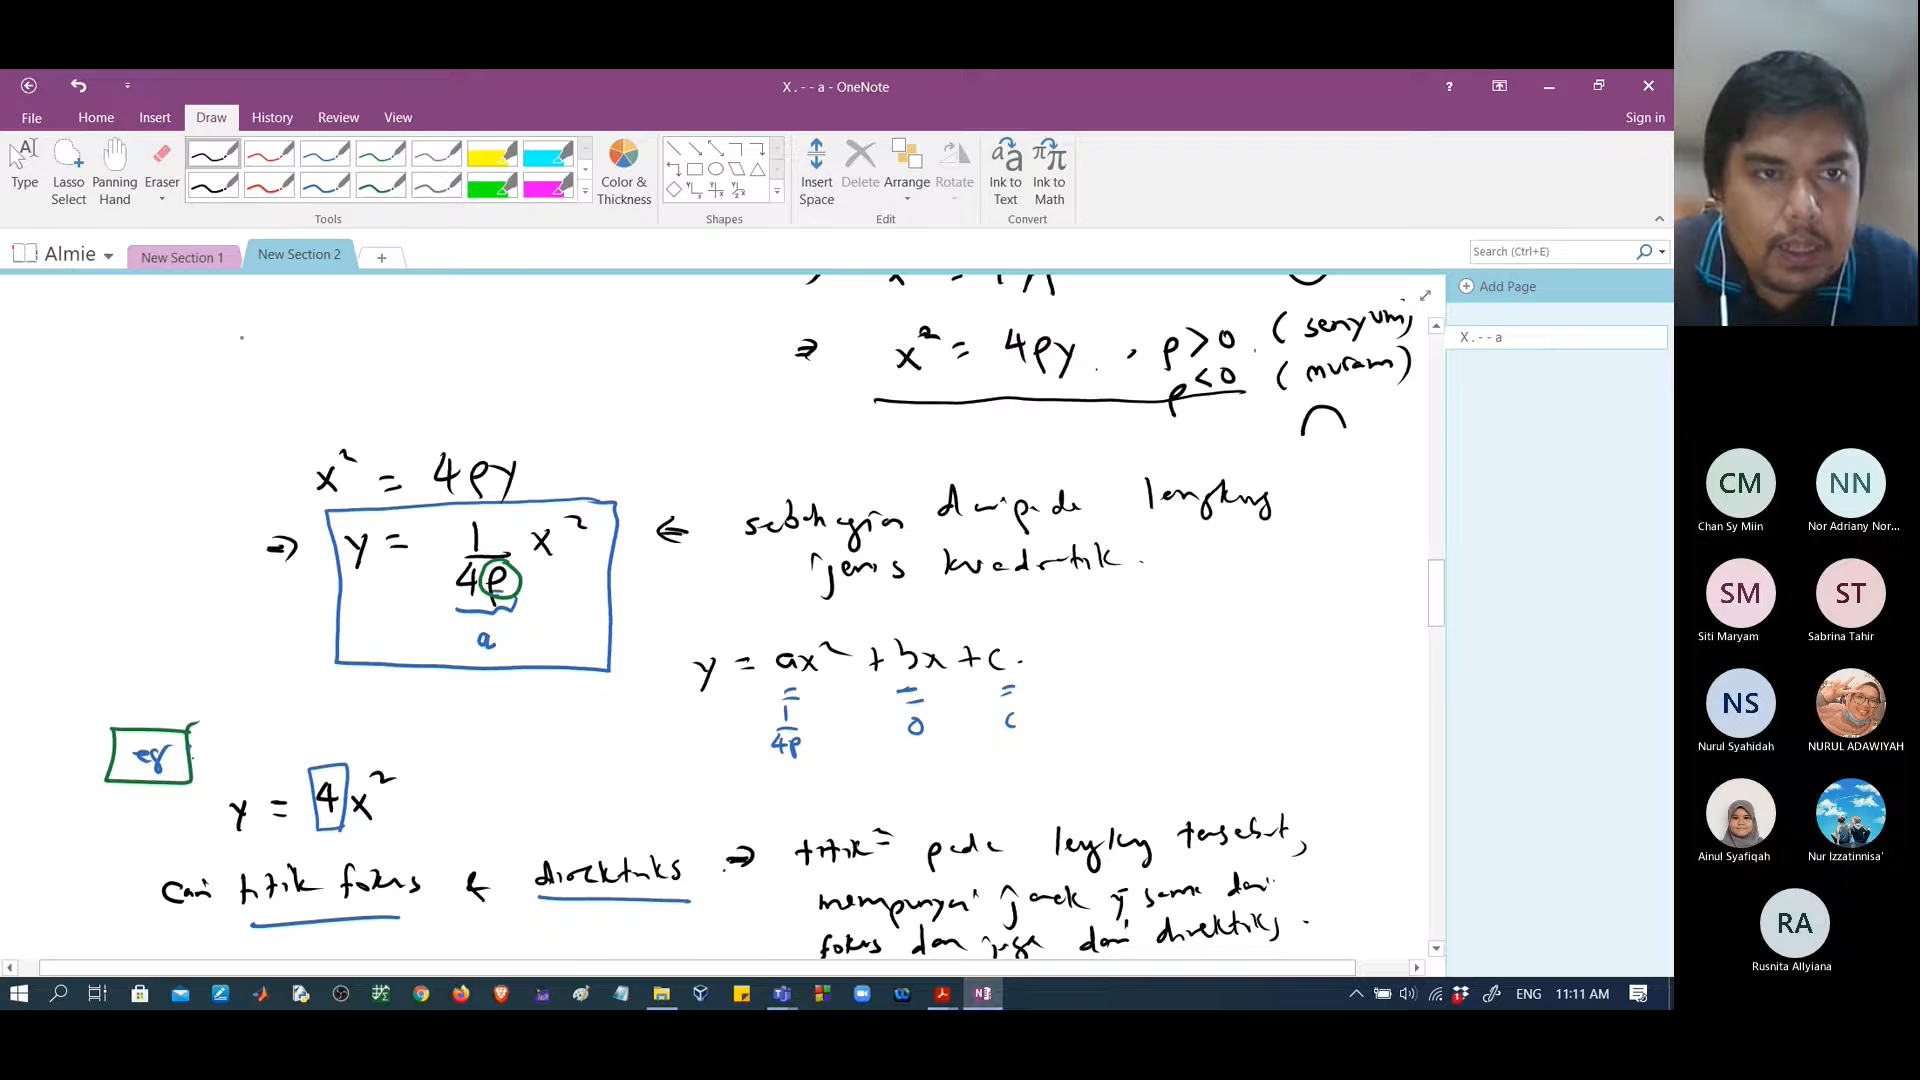 X . - - a - OneNote
File Home Insert Draw History Review View
Sign in
Type
Lasso Select
Panning Hand
Eraser
Color & Thickness
Insert Space
Delete
Arrange
Rotate
Ink to Text
Ink to Math
Tools
Shapes
Edit
Convert
Almie
New Section 1
New Section 2
Search (Ctrl+E)
Add Page
X . - - a
⇒ x² = 4py , p>0 (senyum)
p<0 (muram)
x² = 4py
⇒ y = 1/4p x² ← sebahagian daripada lengkung
jenis kuadratik.
a
y = ax² + bx + c.
= = =
1/4p 0 c
eg
y = 4x²
Cari titik fokus & direktriks ⇒ titik² pada lengkung tersebut,
mempunyai jarak yg sama dari
fokus dan juga dari direktriks.
CM
Chan Sy Miin
NN
Nor Adriany Nor...
SM
Siti Maryam
ST
Sabrina Tahir
NS
Nurul Syahidah
NURUL ADAWIYAH
Ainul Syafiqah
Nur Izzatinnisa'
RA
Rusnita Allyiana
ENG
11:11 AM